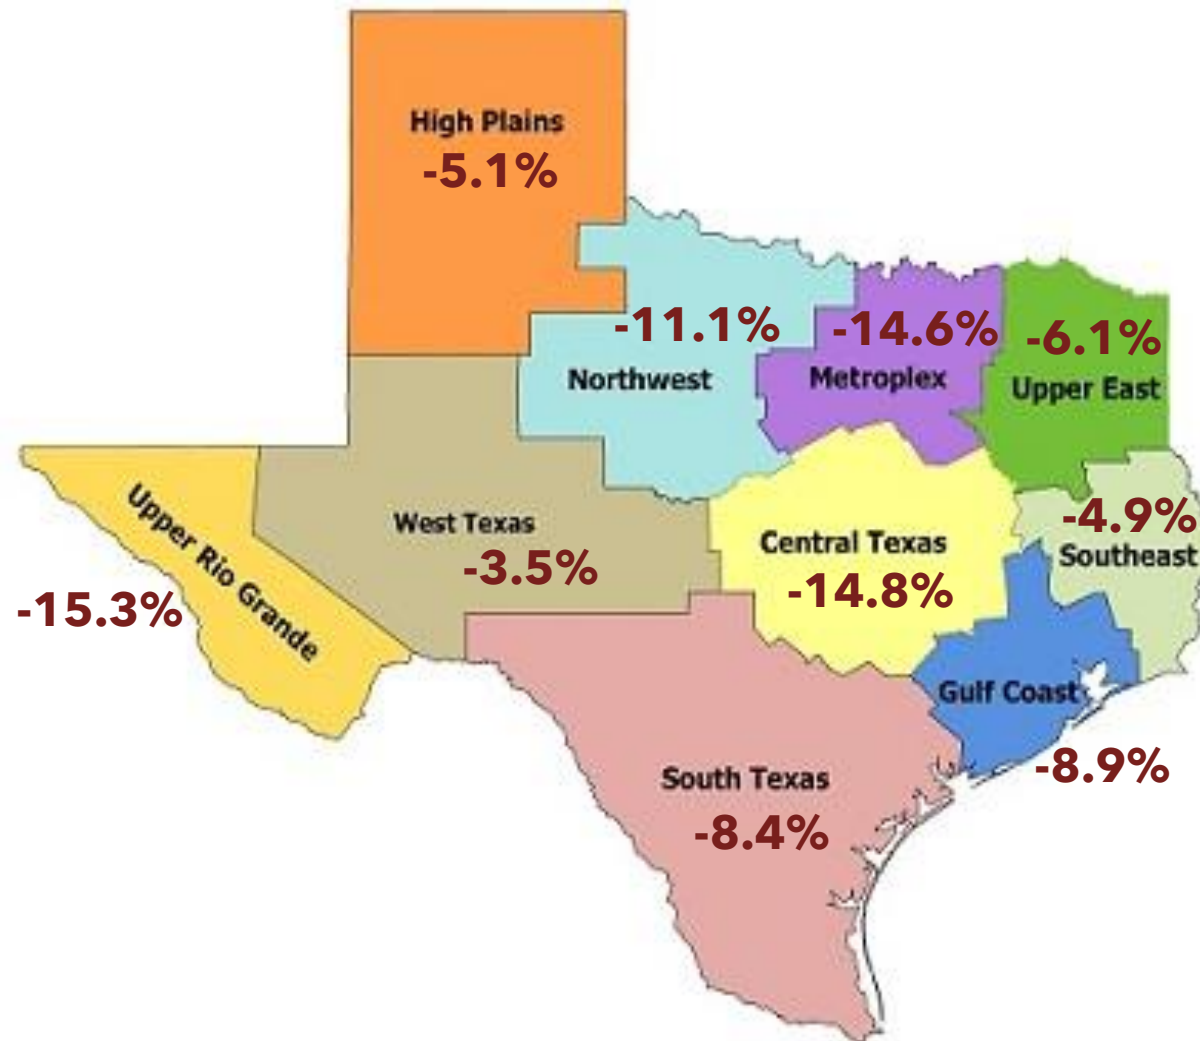 High Plains
-5.1%
-11.1%
Northwest
-14.6%
Metroplex
-6.1%
Upper East
Upper Rio Grande
-15.3%
West Texas
-3.5%
Central Texas
-14.8%
-4.9%
Southeast
Gulf Coast
-8.9%
South Texas
-8.4%